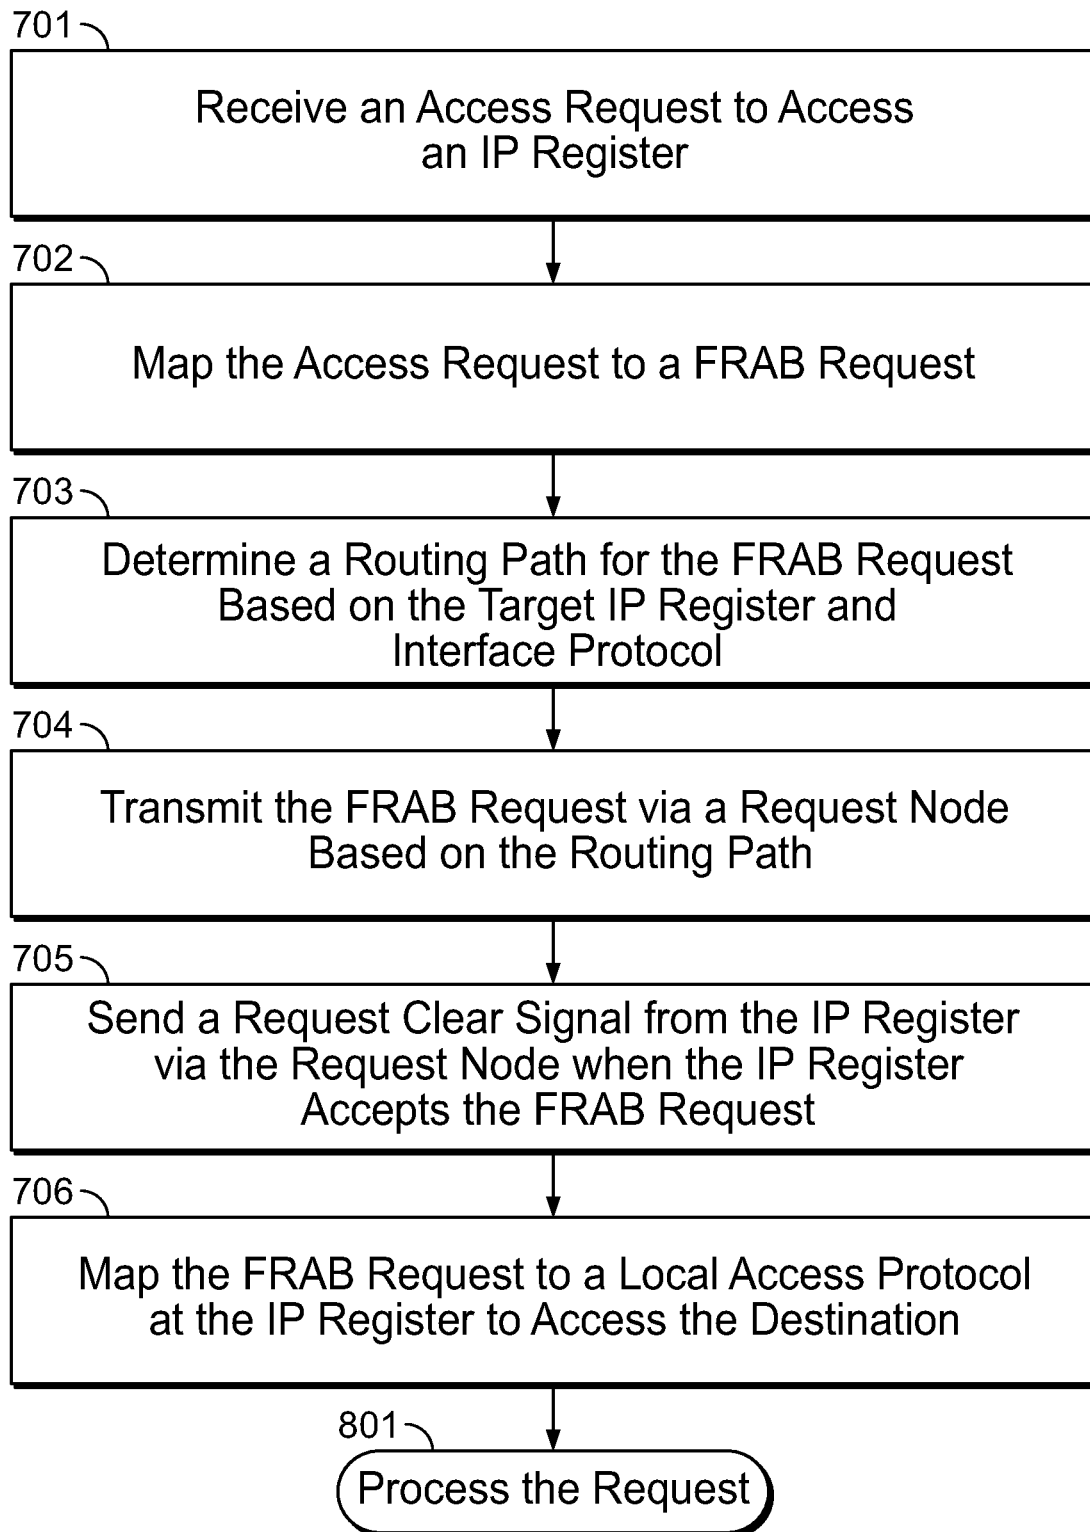 701
Receive an Access Request to Access
an IP Register
702
Map the Access Request to a FRAB Request
703
Determine a Routing Path for the FRAB Request
Based on the Target IP Register and
Interface Protocol
704
Transmit the FRAB Request via a Request Node
Based on the Routing Path
705
Send a Request Clear Signal from the IP Register
via the Request Node when the IP Register
Accepts the FRAB Request
706
Map the FRAB Request to a Local Access Protocol
at the IP Register to Access the Destination
801
Process the Request